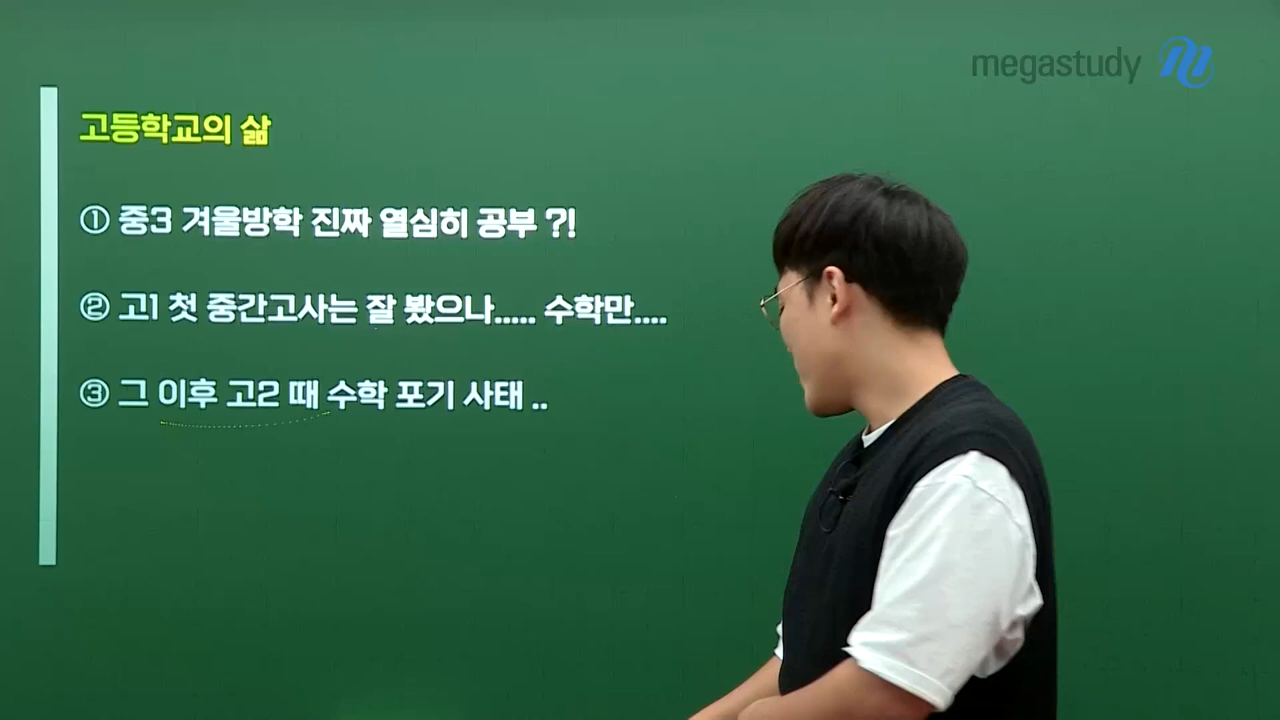 megastudy
고등학교의 삶
① 중3 겨울방학 진짜 열심히 공부 ?!
② 고1 첫 중간고사는 잘 봤으나..... 수학만....
③ 그 이후 고2 때 수학 포기 사태 ..